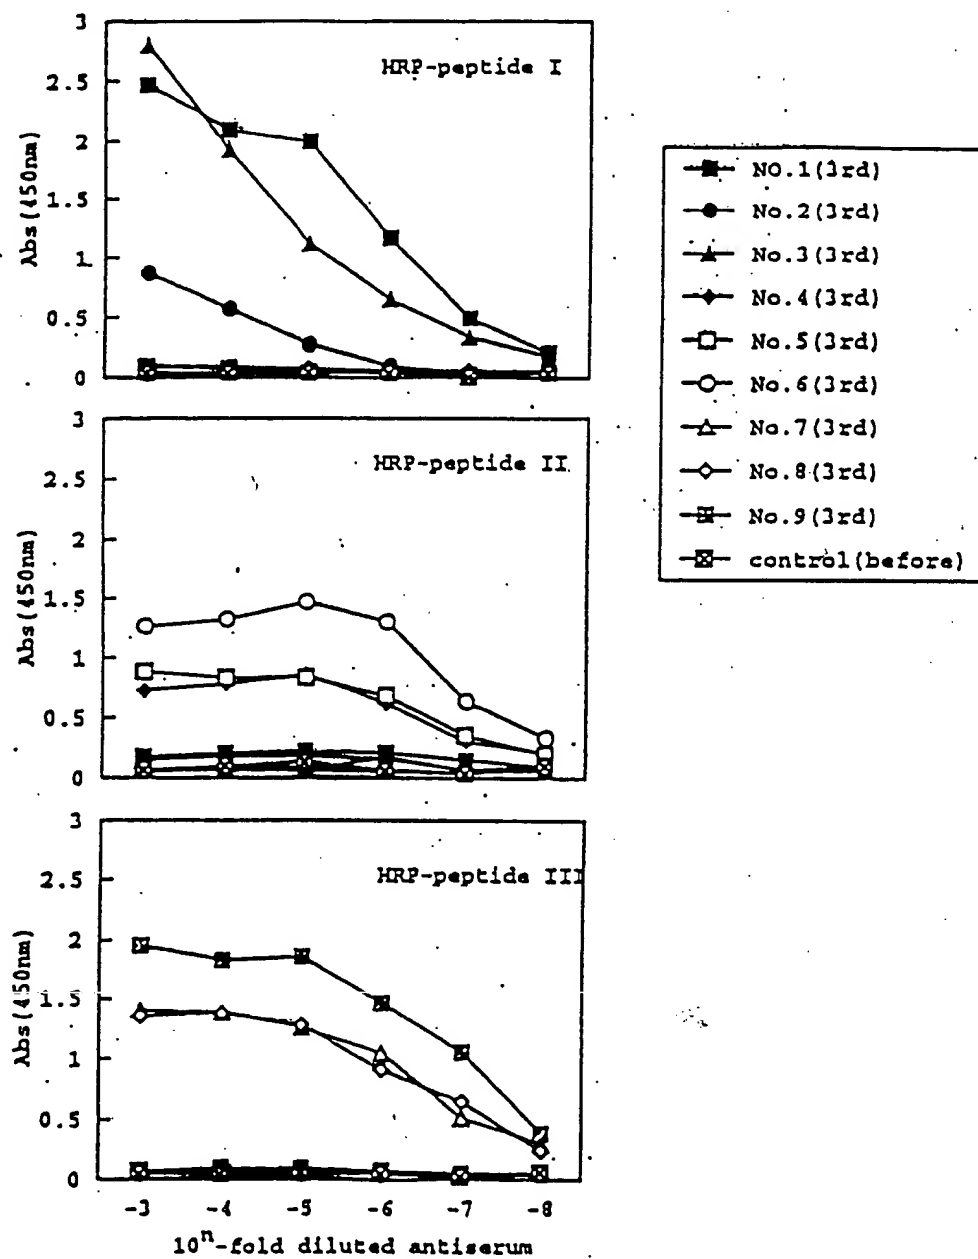 3
HRP-peptide I
2.5
2
1.5
1
0.5
0
Abs(450nm)
NO.1(3rd)
No.2(3rd)
No.3(3rd)
No.4(3rd)
No.5(3rd)
No.6(3rd)
No.7(3rd)
No.8(3rd)
No.9(3rd)
control(before)
3
HRP-peptide II
2.5
2
1.5
1
0.5
0
Abs(450nm)
3
HRP-peptide III
2.5
2
1.5
1
0.5
0
Abs(450nm)
-3 -4 -5 -6 -7 -8
10ⁿ-fold diluted antiserum